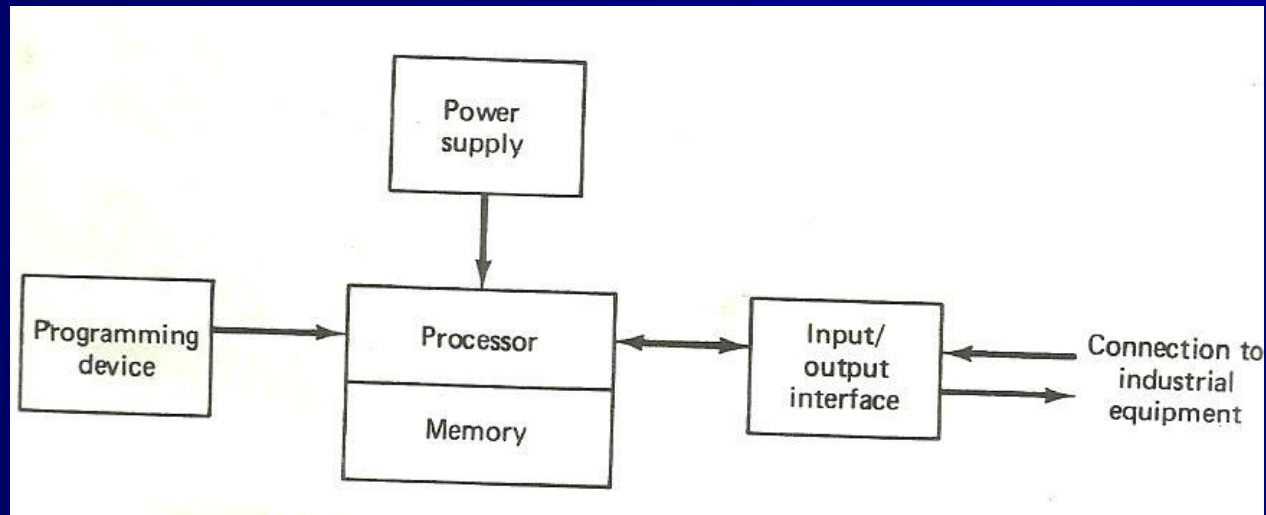 Power
supply
Programming
device
Processor
Memory
Input/
output
interface
Connection to
industrial
equipment